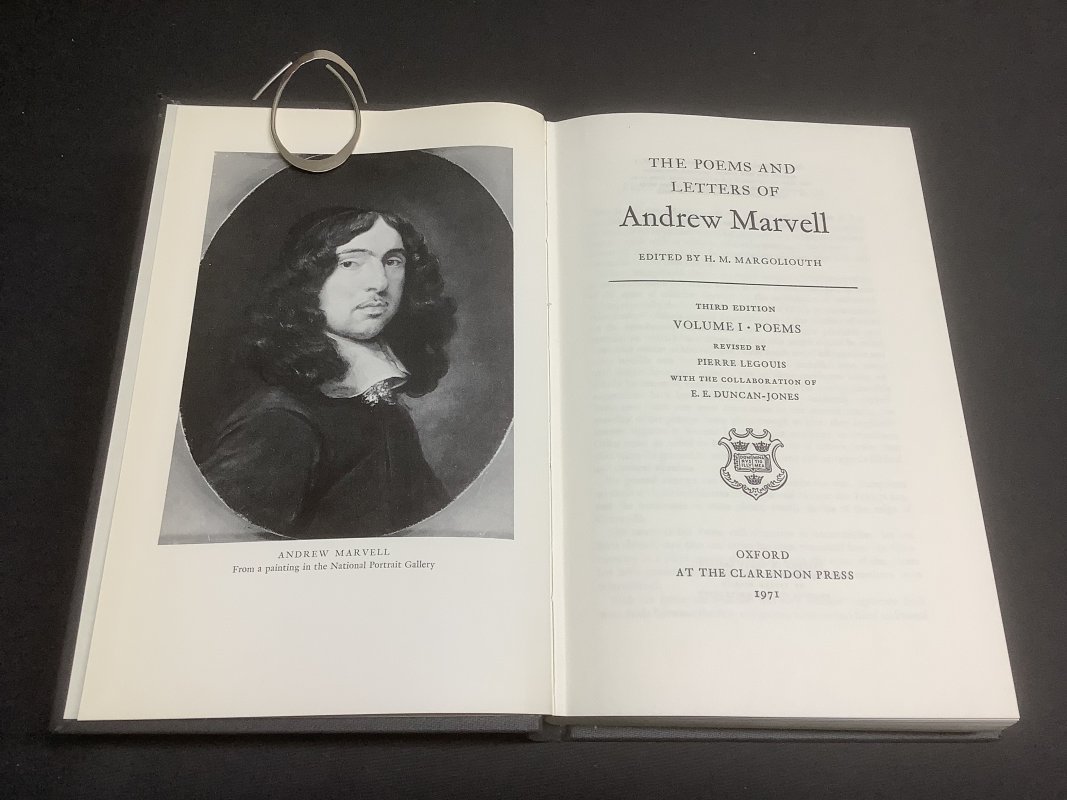 ANDREW MARVELL
From a painting in the National Portrait Gallery
THE POEMS AND
LETTERS OF
Andrew Marvell
EDITED BY H. M. MARGOLIOUTH
THIRD EDITION
VOLUME I · POEMS
REVISED BY
PIERRE LEGOUIS
WITH THE COLLABORATION OF
E. E. DUNCAN-JONES
OXFORD
AT THE CLARENDON PRESS
1971